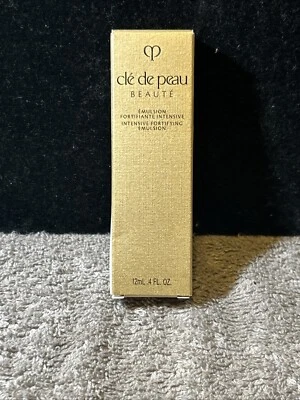 clé de peau
BEAUTÉ
ÉMULSION
FORTIFIANTE INTENSIVE
INTENSIVE FORTIFYING
EMULSION
12mL .4 FL. OZ.